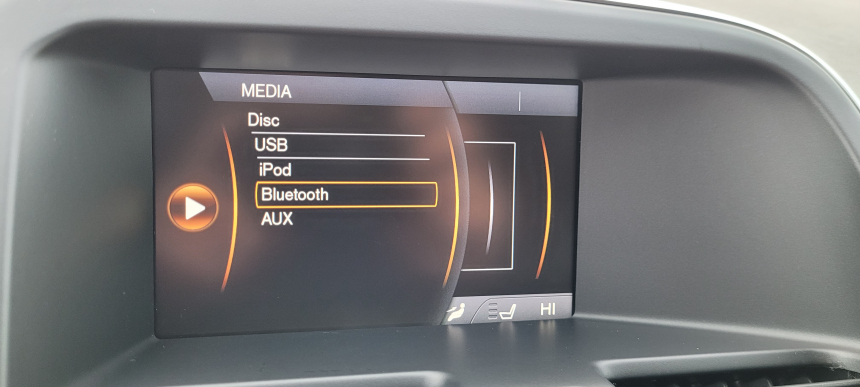 MEDIA
Disc
USB
iPod
Bluetooth
AUX
HI